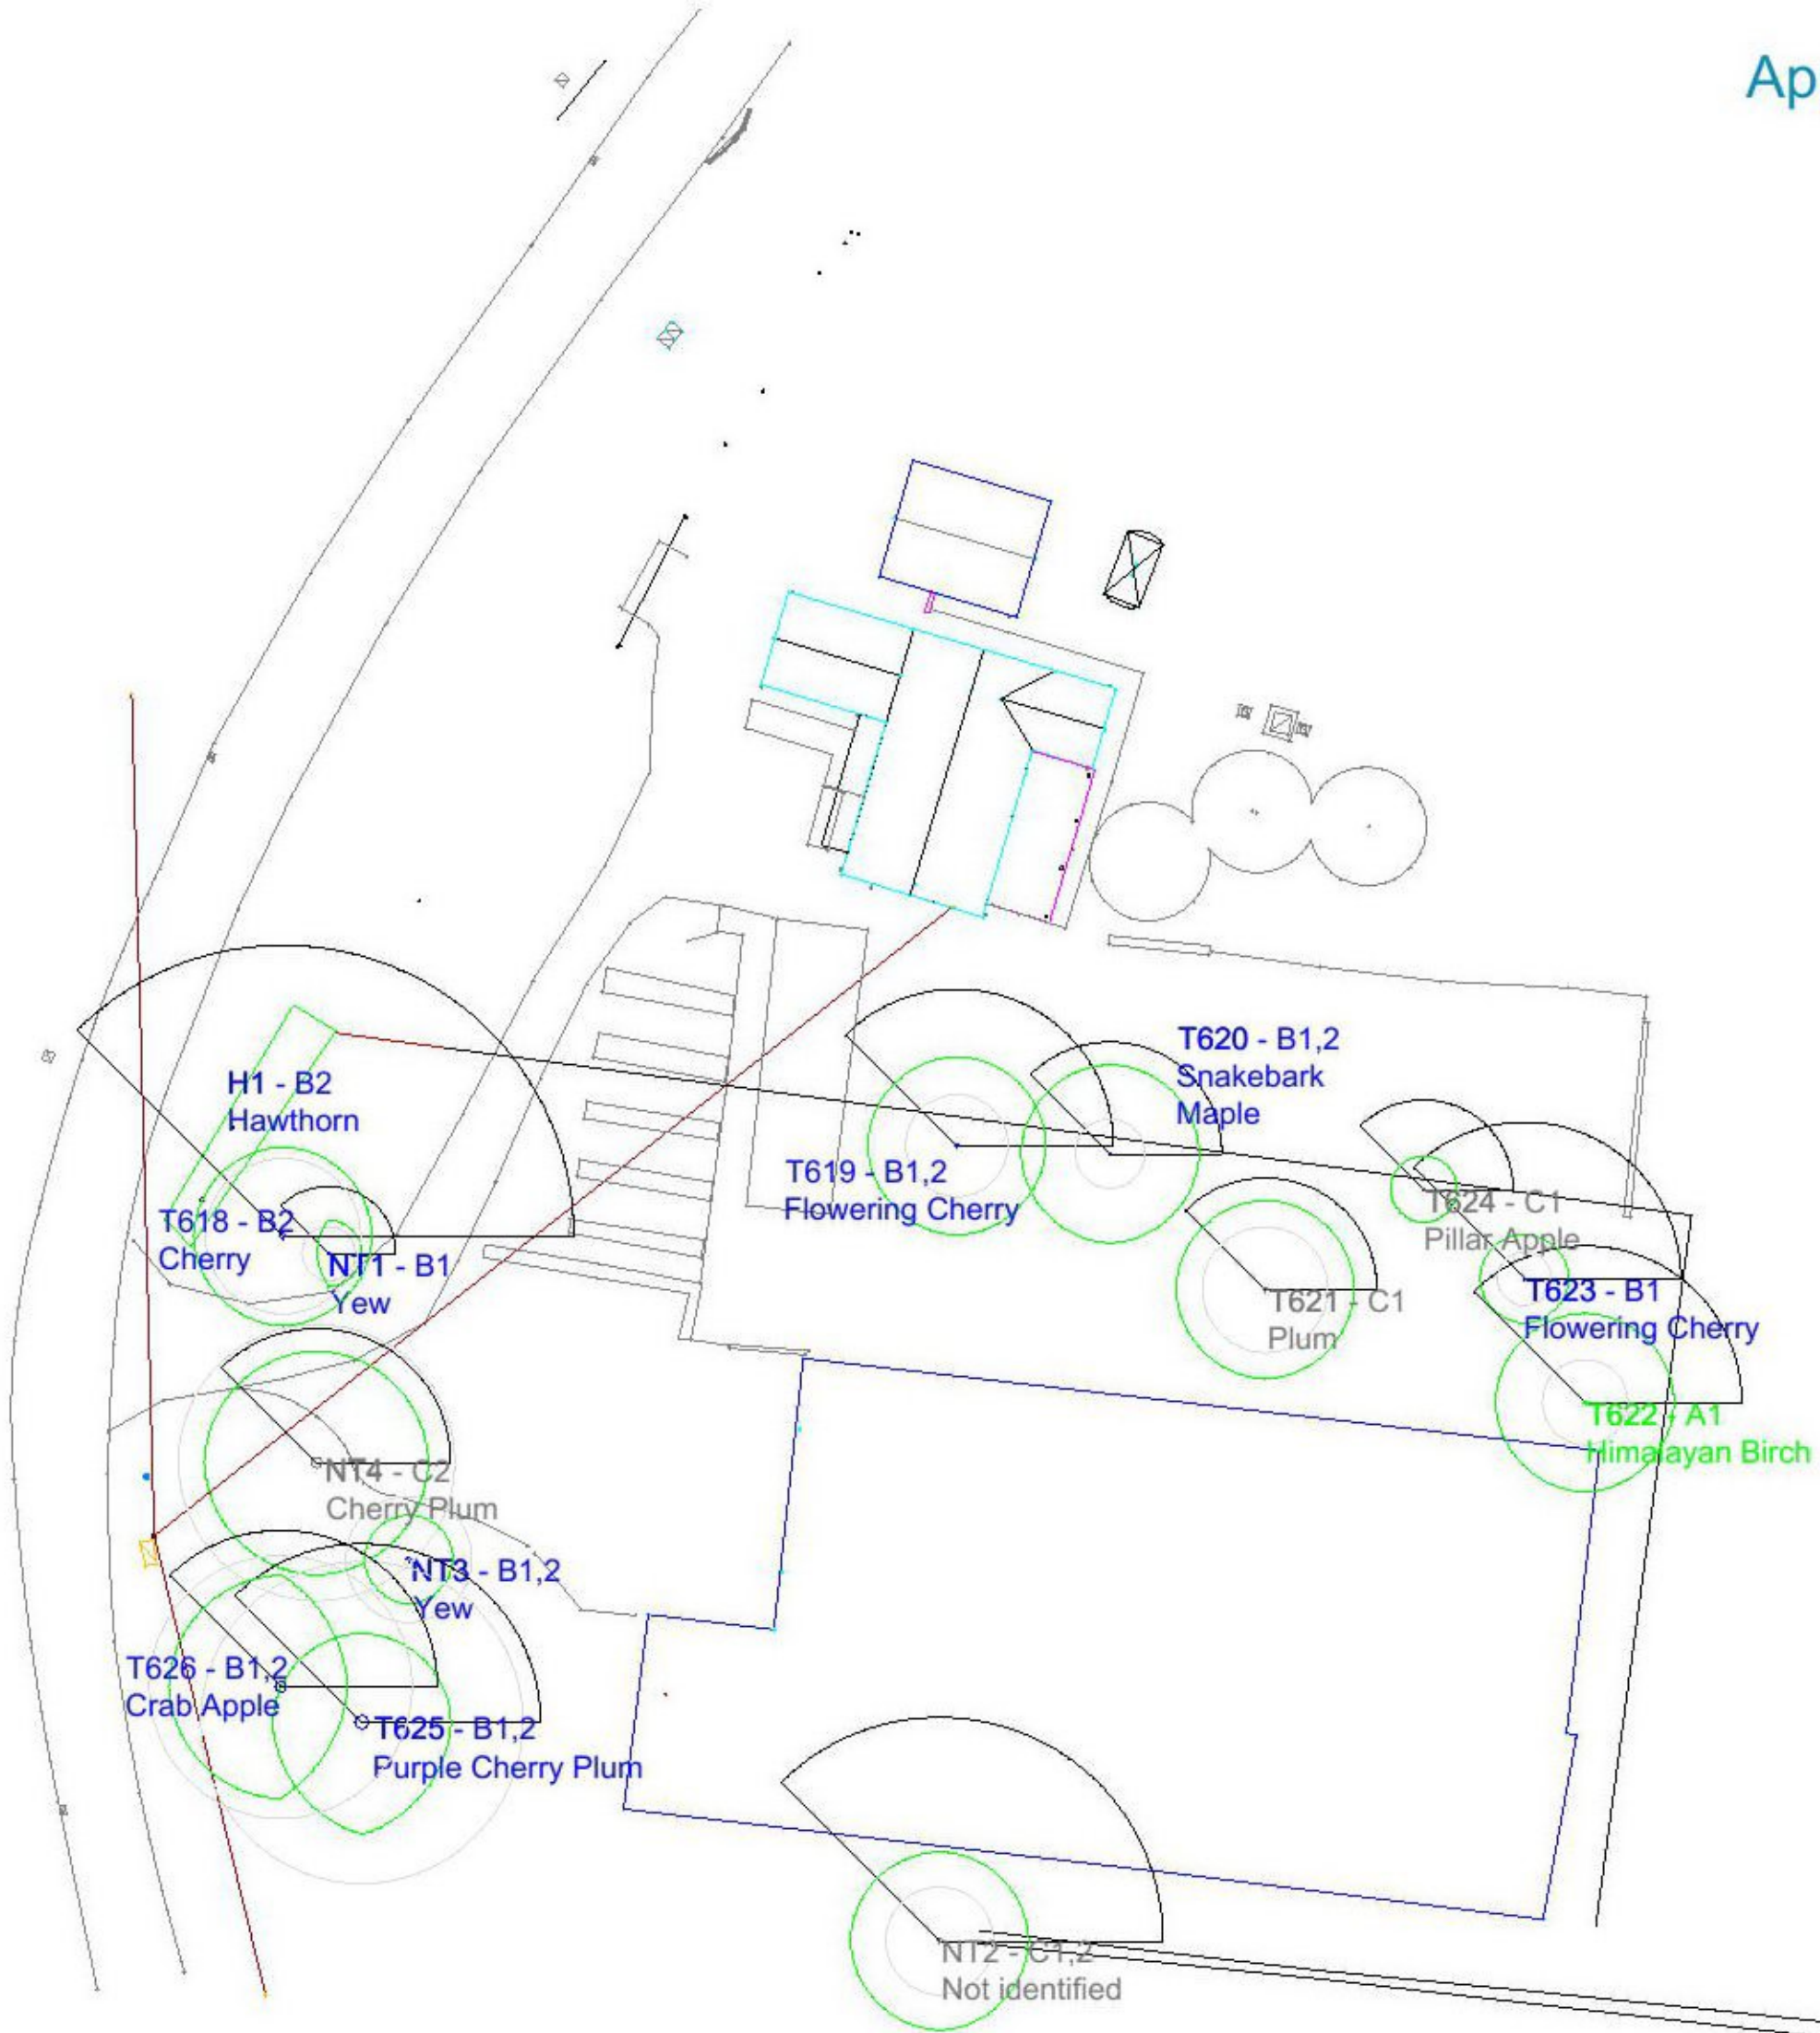 Ap
T620 - B1,2
Snakebark
Maple
H1 - B2
Hawthorn
T619 - B1,2
Flowering Cherry
T624 - C1
Pillar Apple
T618 - B2
Cherry
NT1 - B1
Yew
T621 - C1
Plum
T623 - B1
Flowering Cherry
T622 - A1
Himalayan Birch
NT4 - C2
Cherry Plum
NT3 - B1,2
Yew
T626 - B1,2
Crab Apple
T625 - B1,2
Purple Cherry Plum
NT2 - C1,2
Not identified